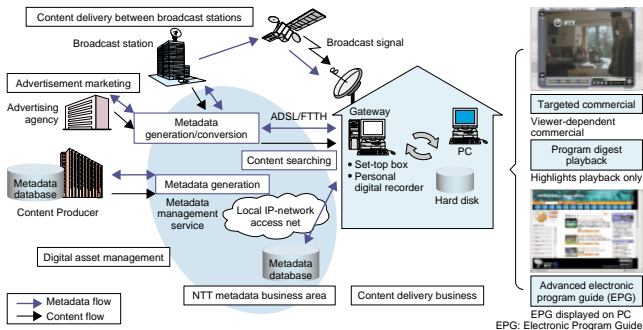 Content delivery between broadcast stations
Broadcast station
Broadcast signal
Advertisement marketing
Advertising
agency
Metadata
generation/conversion
ADSL/FTTH
Gateway
PC
Content searching
• Set-top box
• Personal
digital recorder
Hard disk
Metadata
database
Content Producer
Metadata generation
Metadata
management
service
Local IP-network
access net
Metadata
database
Digital asset management
NTT metadata business area
Content delivery business
Metadata flow
Content flow
NTT
Targeted commercial
Viewer-dependent
commercial
Program digest
playback
Highlights playback only
Advanced electronic
program guide (EPG)
EPG displayed on PC
EPG: Electronic Program Guide